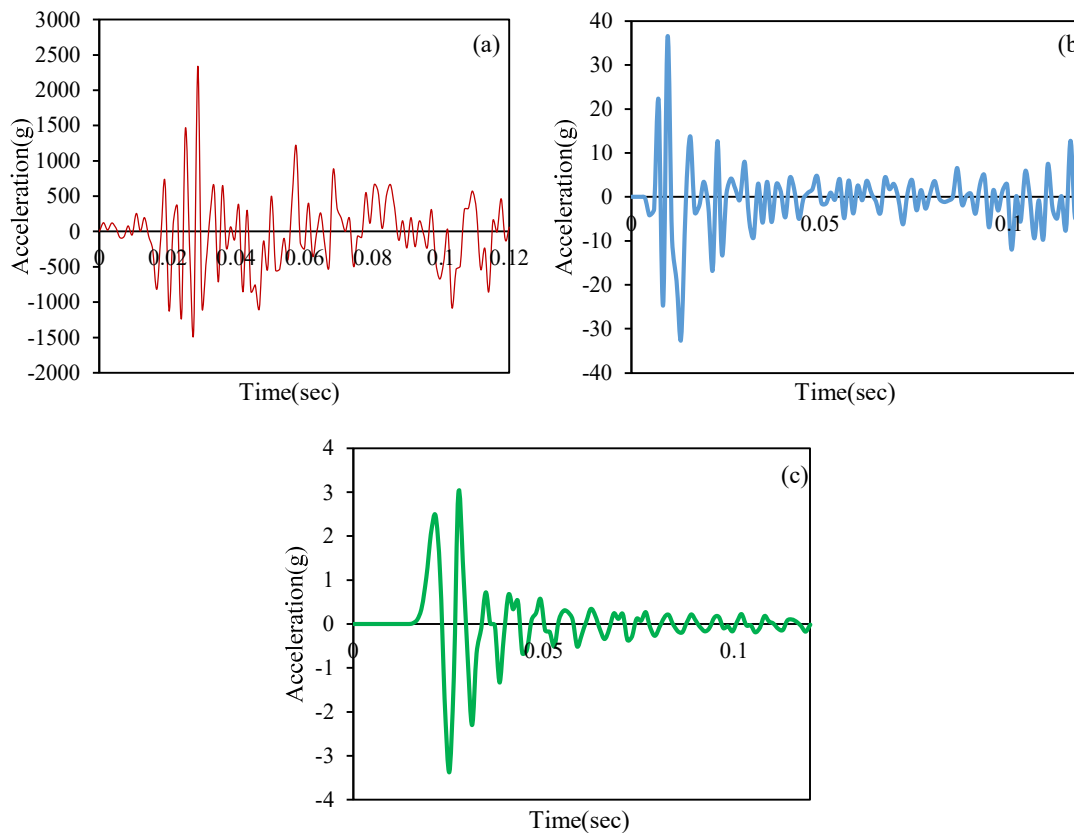 (a)
3000
2500
2000
1500
1000
500
0
-500
-1000
-1500
-2000
0 0.02 0.04 0.06 0.08 0.1 0.12
Acceleration(g)
Time(sec)
(b)
40
30
20
10
0
-10
-20
-30
-40
0 0.05 0.1
Acceleration(g)
Time(sec)
(c)
4
3
2
1
0
-1
-2
-3
-4
0 0.05 0.1
Acceleration(g)
Time(sec)